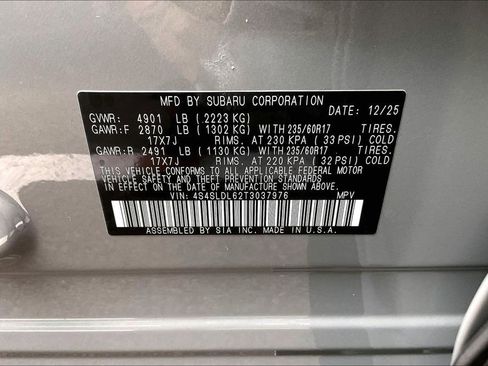 MFD BY SUBARU CORPORATION
DATE: 12/25
GVWR: 4901 LB ( 2223 KG)
GAWR:F 2870 LB ( 1302 KG) WITH 235/60R17 TIRES.
17X7J RIMS. AT 230 KPA ( 33 PSI) COLD
GAWR:R 2491 LB ( 1130 KG) WITH 235/60R17 TIRES.
17X7J RIMS. AT 220 KPA ( 32 PSI) COLD
THIS VEHICLE CONFORMS TO ALL APPLICABLE FEDERAL MOTOR
VEHICLE SAFETY AND THEFT PREVENTION STANDARDS
IN EFFECT ON THE DATE OF MANUFACTURE SHOWN ABOVE.
VIN: 4S4SLDL62T3037976 MPV
ASSEMBLED BY SIA INC. MADE IN U.S.A.